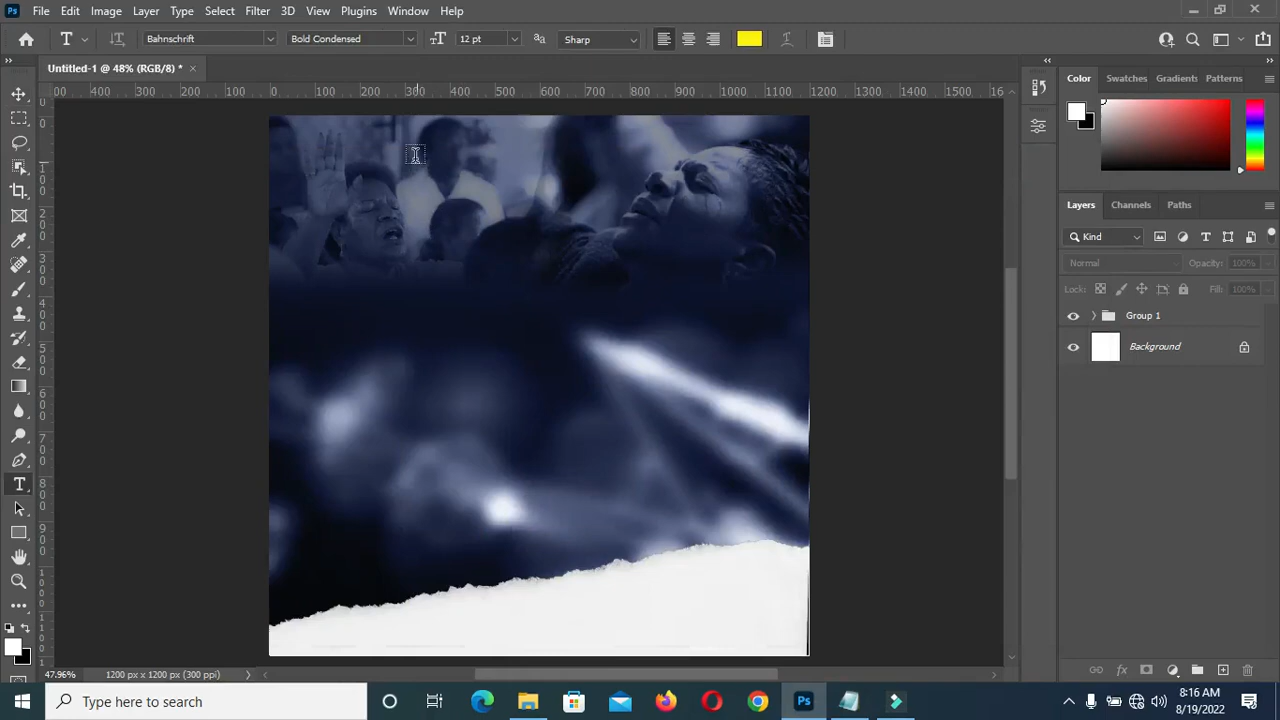 Ps File Edit Image Layer Type Select Filter 3D View Plugins Window Help
T Bahnschrift Bold Condensed 12 pt aa Sharp
Untitled-1 @ 48% (RGB/8) *
00 400 300 200 100 0 100 200 300 400 500 600 700 800 900 1000 1100 1200 1300 1400 1500 16
Color Swatches Gradients Patterns
Layers Channels Paths
Kind
Normal Opacity: 100%
Lock: Fill: 100%
Group 1
Background
47.96% 1200 px x 1200 px (300 ppi)
Type here to search
Ps
8:16 AM
8/19/2022